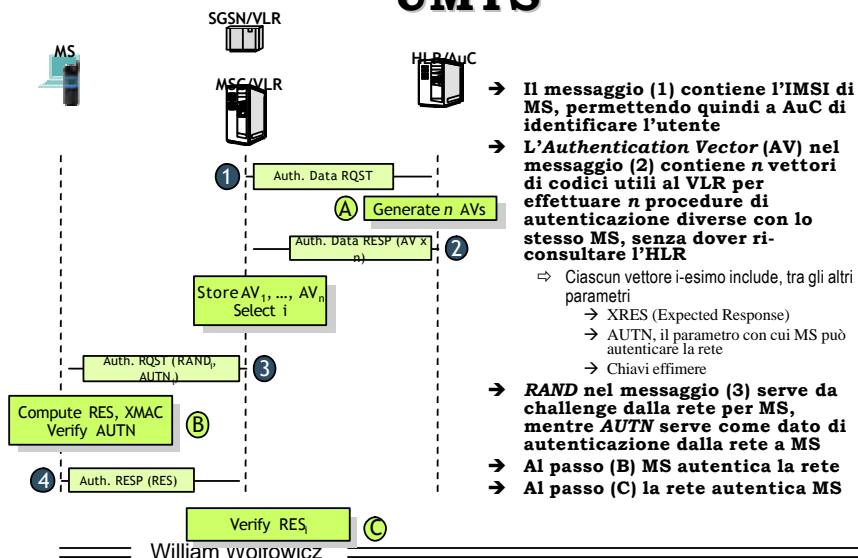 UMTS
SGSN/VLR
MS
HLR/AuC
MSC/VLR
1
Auth. Data RQST
A
Generate n AVs
Auth. Data RESP (AV x
n)
2
Store AV1, …, AVn
Select i
Auth. RQST (RANDi,
AUTNi)
3
Compute RES, XMAC
Verify AUTN
B
4
Auth. RESP (RES)
Verify RESi
C
➔ Il messaggio (1) contiene l’IMSI di
MS, permettendo quindi a AuC di
identificare l’utente
➔ L’Authentication Vector (AV) nel
messaggio (2) contiene n vettori
di codici utili al VLR per
effettuare n procedure di
autenticazione diverse con lo
stesso MS, senza dover ri-
consultare l’HLR
⇨ Ciascun vettore i-esimo include, tra gli altri
parametri
→ XRES (Expected Response)
→ AUTN, il parametro con cui MS può
autenticare la rete
→ Chiavi effimere
➔ RAND nel messaggio (3) serve da
challenge dalla rete per MS,
mentre AUTN serve come dato di
autenticazione dalla rete a MS
➔ Al passo (B) MS autentica la rete
➔ Al passo (C) la rete autentica MS
William Wolfowicz